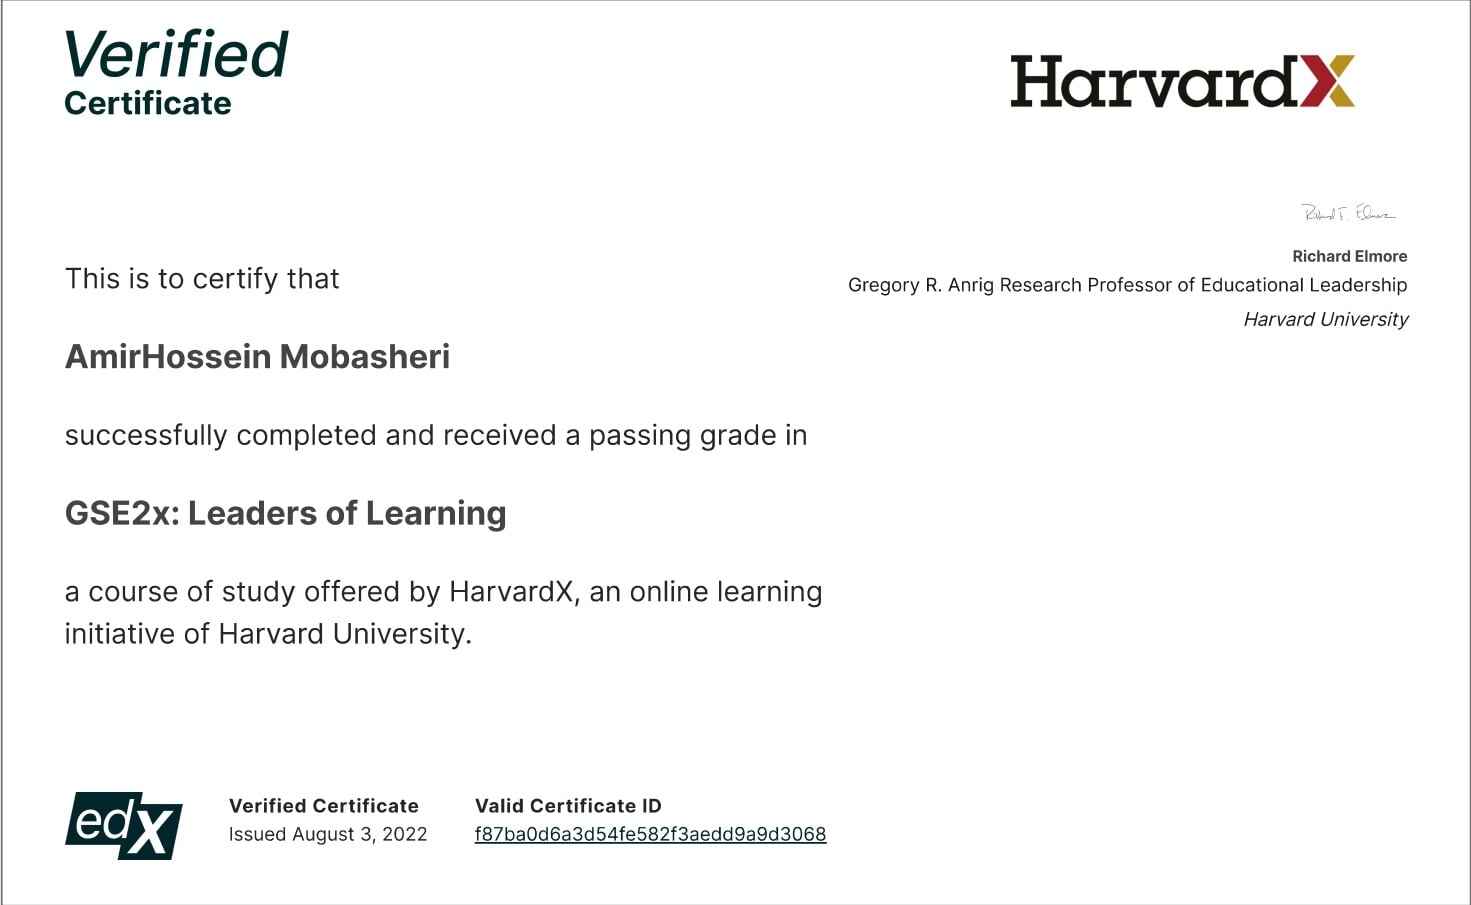 Verified
Certificate
HarvardX
Richard T. Elmore
Richard Elmore
Gregory R. Anrig Research Professor of Educational Leadership
Harvard University
This is to certify that
AmirHossein Mobasheri
successfully completed and received a passing grade in
GSE2x: Leaders of Learning
a course of study offered by HarvardX, an online learning
initiative of Harvard University.
edX
Verified Certificate
Issued August 3, 2022
Valid Certificate ID
f87ba0d6a3d54fe582f3aedd9a9d3068